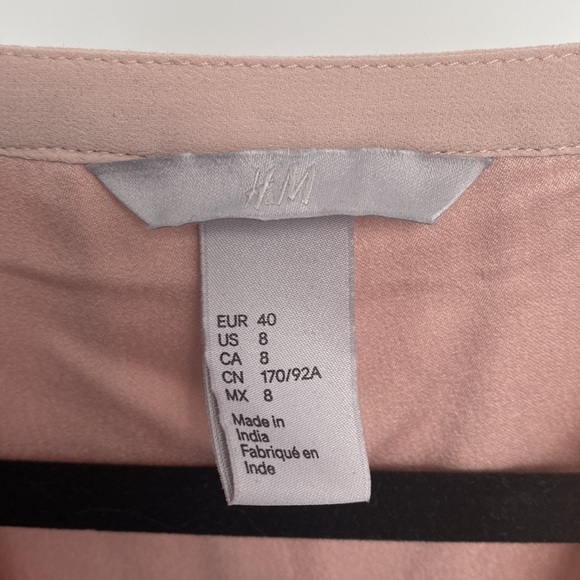 H&M
EUR 40
US 8
CA 8
CN 170/92A
MX 8
Made in
India
Fabriqué en
Inde